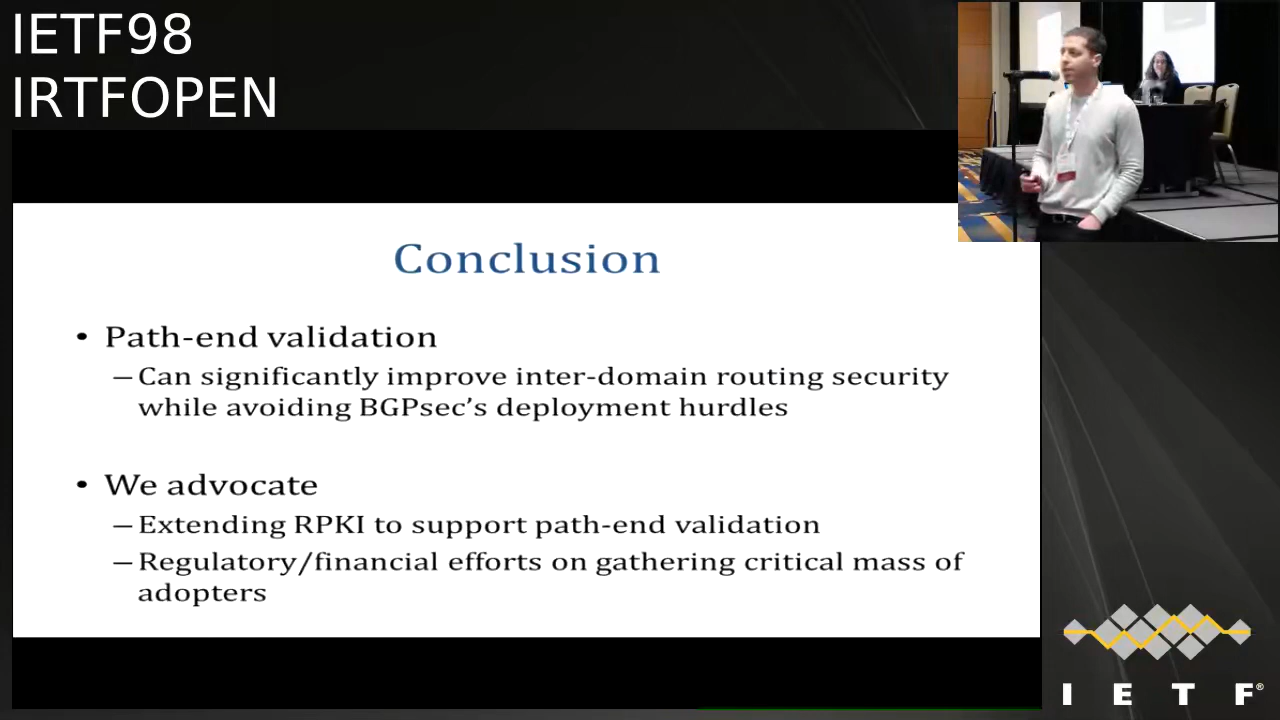 IETF98
IRTFOPEN
Conclusion
• Path-end validation
– Can significantly improve inter-domain routing security
while avoiding BGPsec’s deployment hurdles
• We advocate
– Extending RPKI to support path-end validation
– Regulatory/financial efforts on gathering critical mass of
adopters
I E T F®